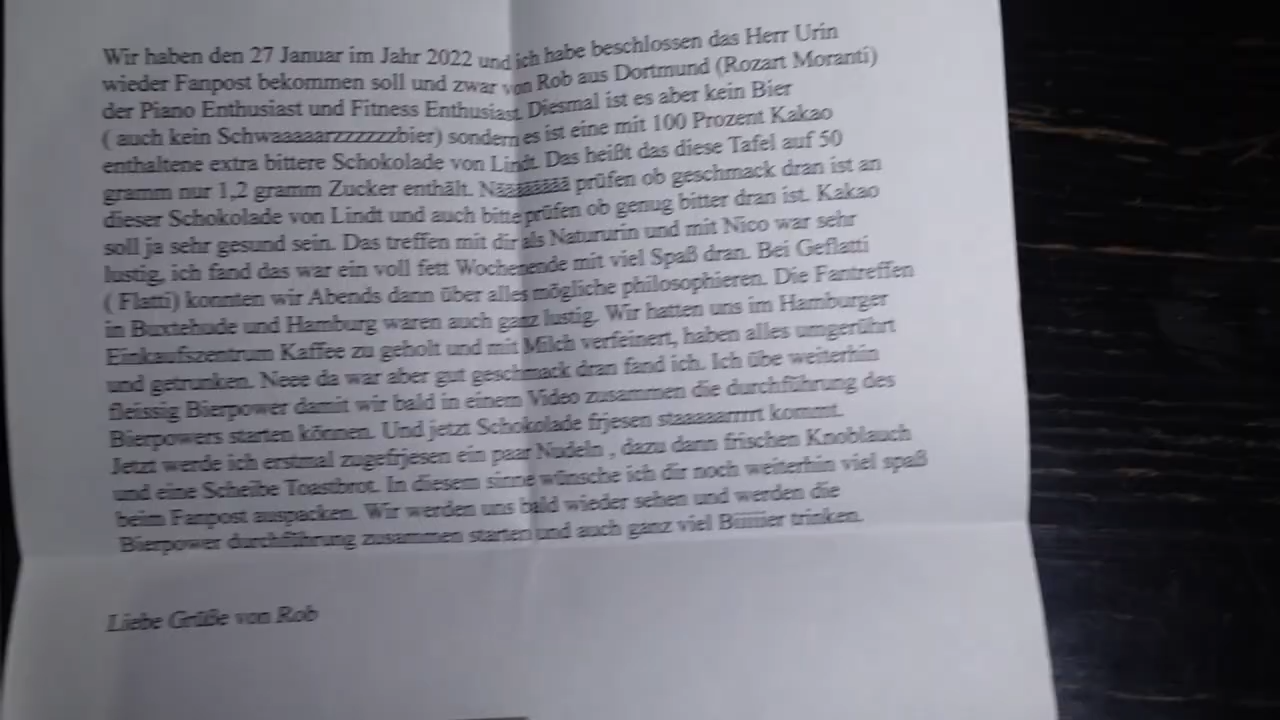 Wir haben den 27 Januar im Jahr 2022 und ich habe beschlossen das Herr Urin
wieder Fanpost bekommen soll und zwar von Rob aus Dortmund (Rozart Moranti)
der Piano Enthusiast und Fitness Enthusiast. Diesmal ist es aber kein Bier
( auch kein Schwaaaaarzzzzzzbier) sondern es ist eine mit 100 Prozent Kakao
enthaltene extra bittere Schokolade von Lindt. Das heißt das diese Tafel auf 50
gramm nur 1,2 gramm Zucker enthält. Nääääääää prüfen ob geschmack dran ist an
dieser Schokolade von Lindt und auch bitte prüfen ob genug bitter dran ist. Kakao
soll ja sehr gesund sein. Das treffen mit dir als Natururin und mit Nico war sehr
lustig, ich fand das war ein voll fett Wochenende mit viel Spaß dran. Bei Geflatti
( Flatti) konnten wir Abends dann über alles mögliche philosophieren. Die Fantreffen
in Buxtehude und Hamburg waren auch ganz lustig. Wir hatten uns im Hamburger
Einkaufszentrum Kaffee zu geholt und mit Milch verfeinert, haben alles umgerührt
und getrunken. Neee da war aber gut geschmack dran fand ich. Ich übe weiterhin
fleissig Bierpower damit wir bald in einem Video zusammen die durchführung des
Bierpowers starten können. Und jetzt Schokolade frjesen staaaaarrrrt kommt.
Jetzt werde ich erstmal zugefrjesen ein paar Nudeln , dazu dann frischen Knoblauch
und eine Scheibe Toastbrot. In diesem sinne wünsche ich dir noch weiterhin viel spaß
beim Fanpost auspacken. Wir werden uns bald wieder sehen und werden die
Bierpower durchführung zusammen starten und auch ganz viel Biiiiier trinken.
Liebe Grüße von Rob